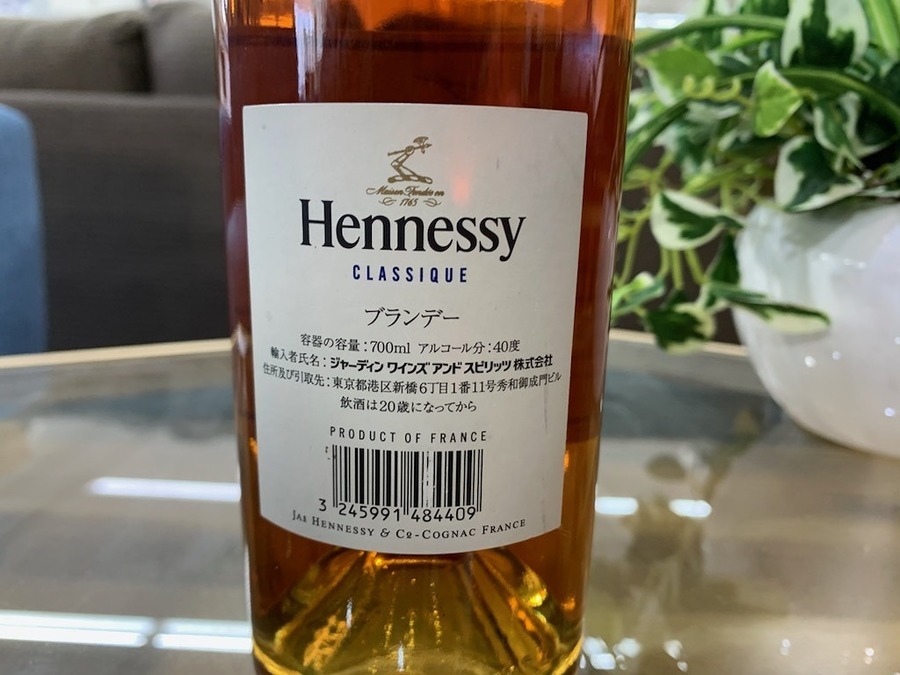 Maison Fondée en
1765
Hennessy
CLASSIQUE
ブランデー
容器の容量:700ml アルコール分:40度
輸入者氏名:ジャーディン ワインズ アンド スピリッツ 株式会社
住所及び引取先:東京都港区新橋6丁目1番11号秀和御成門ビル
飲酒は20歳になってから
PRODUCT OF FRANCE
3 245991 484409
JAS HENNESSY & Cº-COGNAC FRANCE